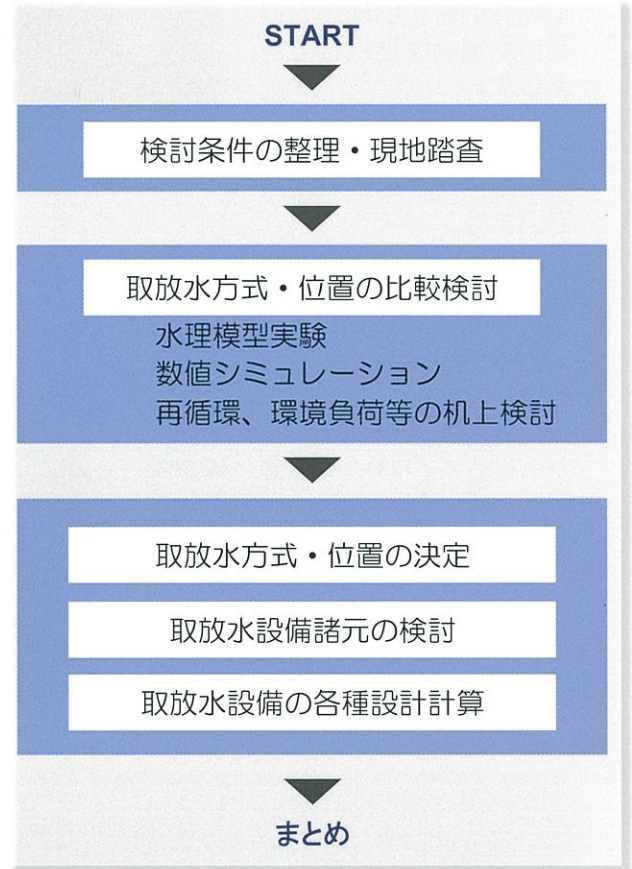 START
検討条件の整理・現地踏査
取放水方式・位置の比較検討
水理模型実験
数値シミュレーション
再循環、環境負荷等の机上検討
取放水方式・位置の決定
取放水設備諸元の検討
取放水設備の各種設計計算
まとめ